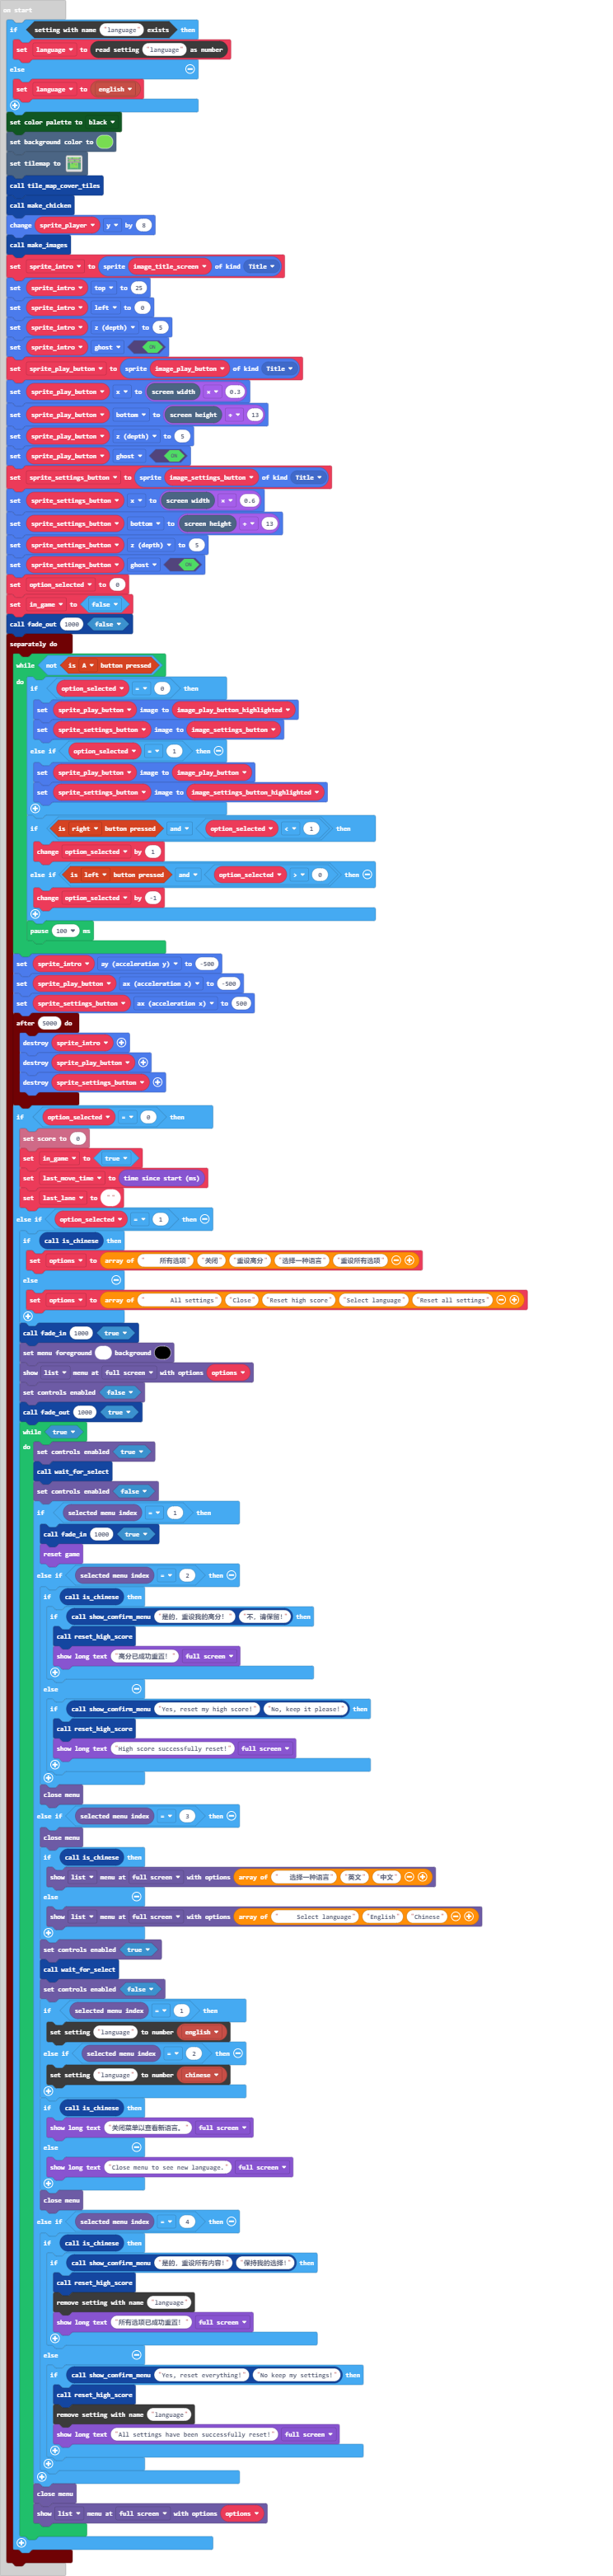 on start
if setting with name "language" exists then
set language to read setting "language" as number
else
set language to english
set color palette to black
set background color to
set tilemap to
call tile_map_cover_tiles
call make_chicken
change sprite_player y by 8
call make_images
set sprite_intro to sprite image_title_screen of kind Title
set sprite_intro top to 25
set sprite_intro left to 0
set sprite_intro z (depth) to 5
set sprite_intro ghost ON
set sprite_play_button to sprite image_play_button of kind Title
set sprite_play_button x to screen width × 0.3
set sprite_play_button bottom to screen height + 13
set sprite_play_button z (depth) to 5
set sprite_play_button ghost ON
set sprite_settings_button to sprite image_settings_button of kind Title
set sprite_settings_button x to screen width × 0.6
set sprite_settings_button bottom to screen height + 13
set sprite_settings_button z (depth) to 5
set sprite_settings_button ghost ON
set option_selected to 0
set in_game to false
call fade_out 1000 false
separately do
while not is A button pressed
do if option_selected = 0 then
set sprite_play_button image to image_play_button_highlighted
set sprite_settings_button image to image_settings_button
else if option_selected = 1 then
set sprite_play_button image to image_play_button
set sprite_settings_button image to image_settings_button_highlighted
if is right button pressed and option_selected < 1 then
change option_selected by 1
else if is left button pressed and option_selected > 0 then
change option_selected by -1
pause 100 ms
set sprite_intro ay (acceleration y) to -500
set sprite_play_button ax (acceleration x) to -500
set sprite_settings_button ax (acceleration x) to 500
after 5000 do
destroy sprite_intro
destroy sprite_play_button
destroy sprite_settings_button
if option_selected = 0 then
set score to 0
set in_game to true
set last_move_time to time since start (ms)
set last_lane to ""
else if option_selected = 1 then
if call is_chinese then
set options to array of " 所有选项" "关闭" "重设高分" "选择一种语言" "重设所有选项"
else
set options to array of " All settings" "Close" "Reset high score" "Select language" "Reset all settings"
call fade_in 1000 true
set menu foreground background
show list menu at full screen with options options
set controls enabled false
call fade_out 1000 true
while true
do set controls enabled true
call wait_for_select
set controls enabled false
if selected menu index = 1 then
call fade_in 1000 true
reset game
else if selected menu index = 2 then
if call is_chinese then
if call show_confirm_menu "是的，重设我的高分！" "不，请保留！" then
call reset_high_score
show long text "高分已成功重设！" full screen
else
if call show_confirm_menu "Yes, reset my high score!" "No, keep it please!" then
call reset_high_score
show long text "High score successfully reset!" full screen
close menu
else if selected menu index = 3 then
close menu
if call is_chinese then
show list menu at full screen with options array of " 选择一种语言" "英文" "中文"
else
show list menu at full screen with options array of " Select language" "English" "Chinese"
set controls enabled true
call wait_for_select
set controls enabled false
if selected menu index = 1 then
set setting "language" to number english
else if selected menu index = 2 then
set setting "language" to number chinese
if call is_chinese then
show long text "关闭菜单以查看新语言。" full screen
else
show long text "Close menu to see new language." full screen
close menu
else if selected menu index = 4 then
if call is_chinese then
if call show_confirm_menu "是的，重设所有内容！" "保持我的选择！" then
call reset_high_score
remove setting with name "language"
show long text "所有选项已成功重设！" full screen
else
if call show_confirm_menu "Yes, reset everything!" "No keep my settings!" then
call reset_high_score
remove setting with name "language"
show long text "All settings have been successfully reset!" full screen
close menu
show list menu at full screen with options options